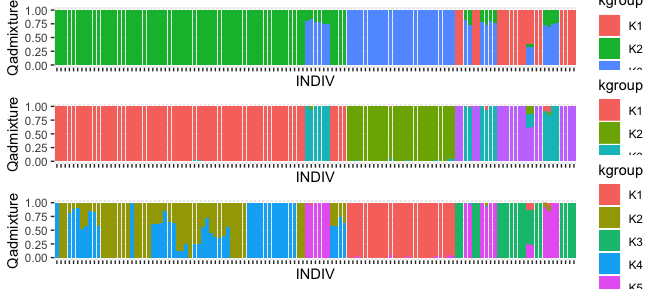 Qadmixture
1.00
0.75
0.50
0.25
0.00
INDIV
kgroup
K1
K2
Qadmixture
1.00
0.75
0.50
0.25
0.00
INDIV
kgroup
K1
K2
Qadmixture
1.00
0.75
0.50
0.25
0.00
INDIV
kgroup
K1
K2
K3
K4
K5